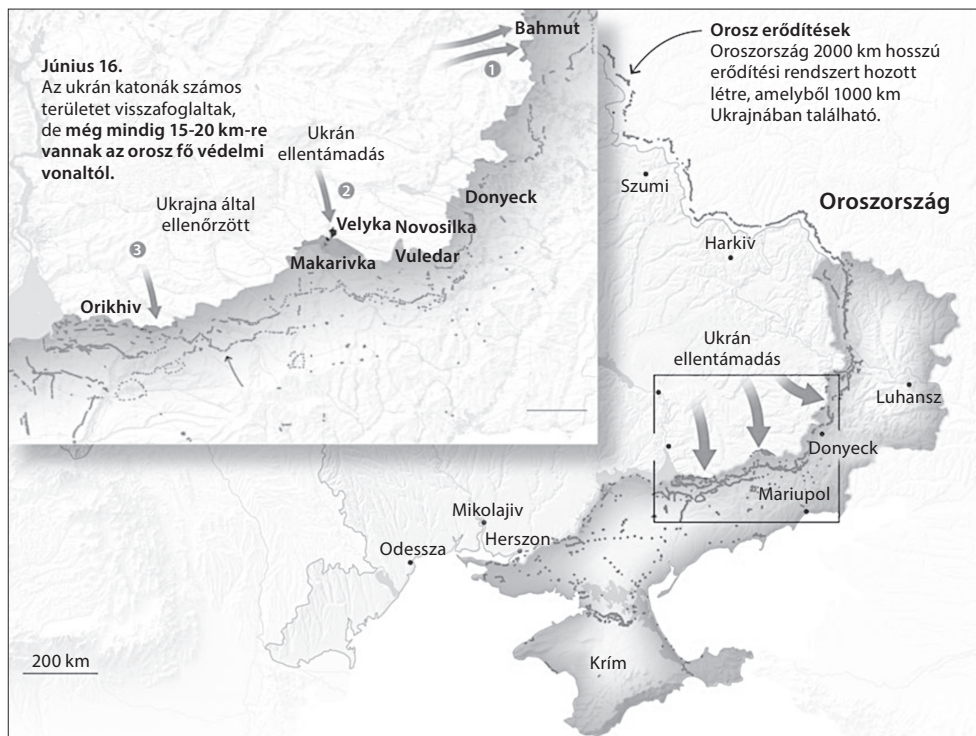 Bahmut
1
Június 16.
Az ukrán katonák számos
területet visszafoglaltak,
de még mindig 15-20 km-re
vannak az orosz fő védelmi
vonaltól.
Ukrán
ellentámadás
2
Donyeck
Ukrajna által
ellenőrzött
Velyka Novosilka
Makarivka
Vuledar
3
Orikhiv
Orosz erődítések
Oroszország 2000 km hosszú
erődítési rendszert hozott
létre, amelyből 1000 km
Ukrajnában található.
Szumi
Oroszország
Harkiv
Ukrán
ellentámadás
Luhansz
Donyeck
Mariupol
Mikolajiv
Herszon
Odessza
Krím
200 km